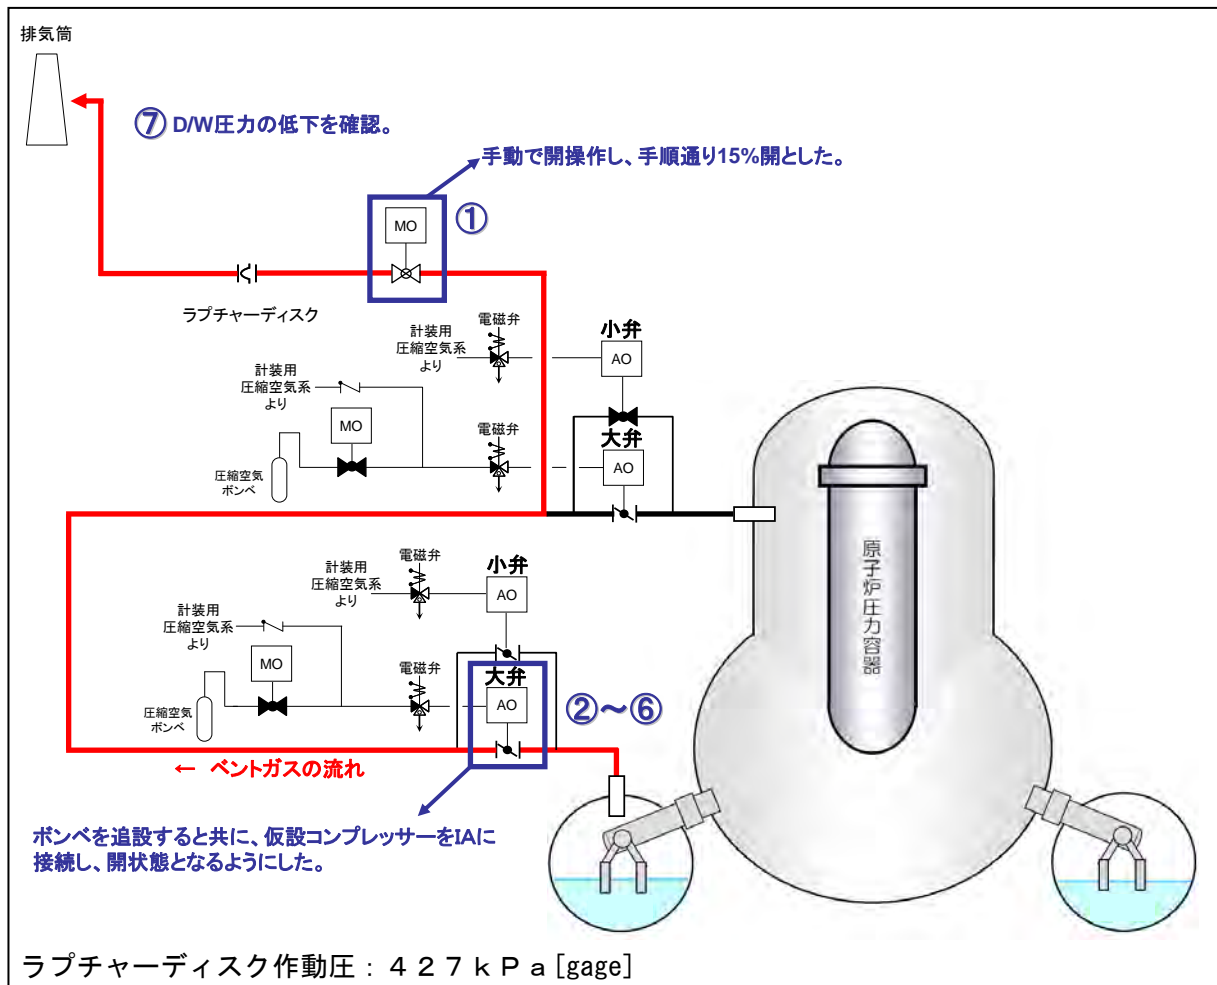 排気筒
⑦ D/W圧力の低下を確認。
手動で開操作し、手順通り15%開とした。
MO
①
ラプチャーディスク
計装用
圧縮空気系
より
電磁弁
小弁
AO
計装用
圧縮空気系
より
MO
電磁弁
大弁
AO
圧縮空気
ボンベ
原子炉圧力容器
計装用
圧縮空気系
より
電磁弁
小弁
AO
計装用
圧縮空気系
より
MO
電磁弁
大弁
AO
②～⑥
圧縮空気
ボンベ
← ベントガスの流れ
ボンベを追設すると共に、仮設コンプレッサーをIAに
接続し、開状態となるようにした。
ラプチャーディスク作動圧：４２７ｋＰａ[gage]